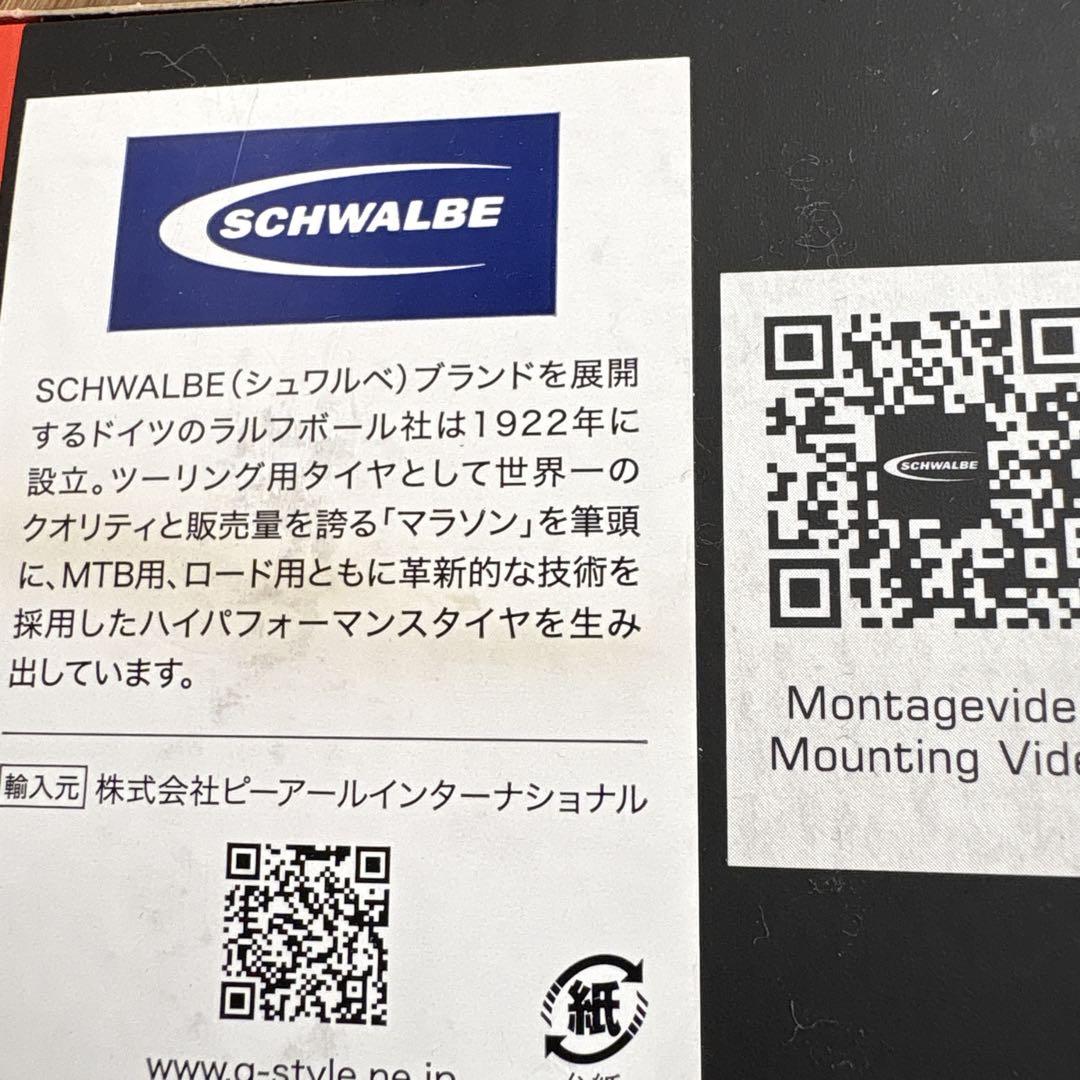 SCHWALBE
SCHWALBE（シュワルベ）ブランドを展開
するドイツのラルフボール社は1922年に
設立。ツーリング用タイヤとして世界一の
クオリティと販売量を誇る「マラソン」を筆頭
に、MTB用、ロード用ともに革新的な技術を
採用したハイパフォーマンスタイヤを生み
出しています。
輸入元 株式会社ピーアールインターナショナル
紙
SCHWALBE
Montagevide
Mounting Vide